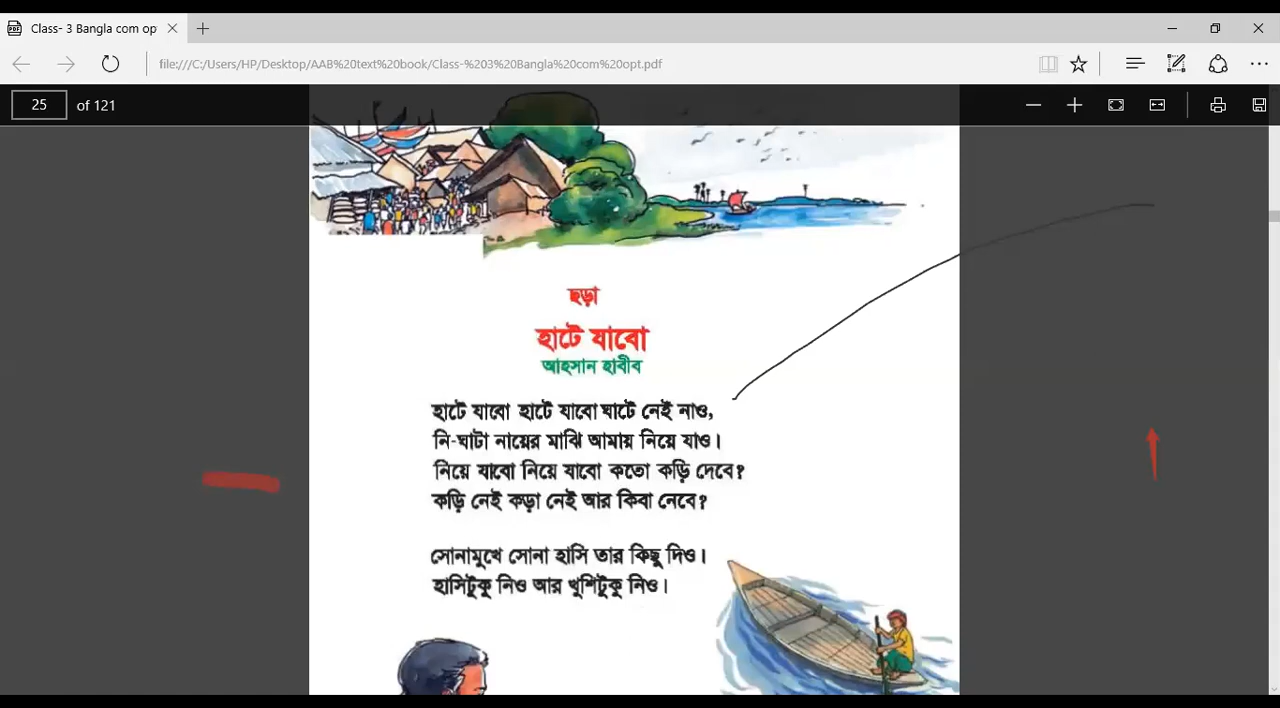 Class- 3 Bangla com op
file:///C:/Users/HP/Desktop/AAB%20text%20book/Class-%203%20Bangla%20com%20opt.pdf
25 of 121
ছড়া
হাটে যাবো
আহসান হাবীব
হাটে যাবো হাটে যাবো ঘাটে নেই নাও,
নি-ঘাটা নায়ের মাঝি আমায় নিয়ে যাও।
নিয়ে যাবো নিয়ে যাবো কতো কড়ি দেবে?
কড়ি নেই কড়া নেই আর কিবা নেবে?
সোনামুখে সোনা হাসি তার কিছু দিও।
হাসিটুকু নিও আর খুশিটুকু নিও।